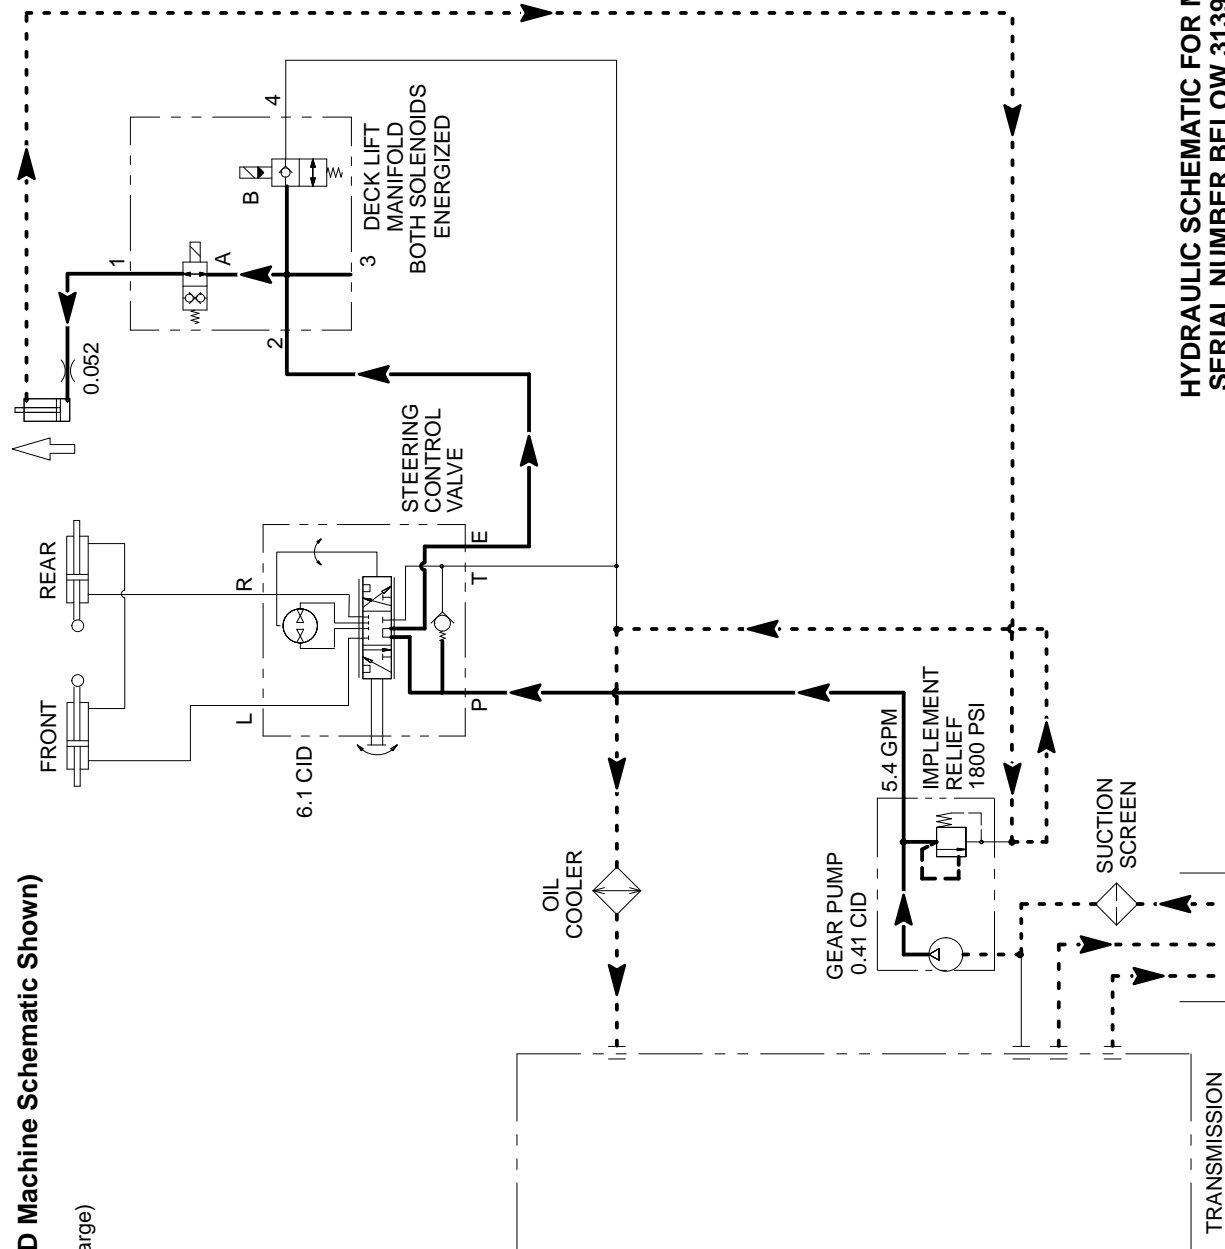 D Machine Schematic Shown)
arge)
FRONT
REAR
L
R
6.1 CID
STEERING
CONTROL
VALVE
P
T
E
0.052
1
2
3
4
A
B
DECK LIFT
MANIFOLD
BOTH SOLENOIDS
ENERGIZED
OIL
COOLER
GEAR PUMP
0.41 CID
5.4 GPM
IMPLEMENT
RELIEF
1800 PSI
SUCTION
SCREEN
TRANSMISSION
HYDRAULIC SCHEMATIC FOR
SERIAL NUMBER BELOW 3139